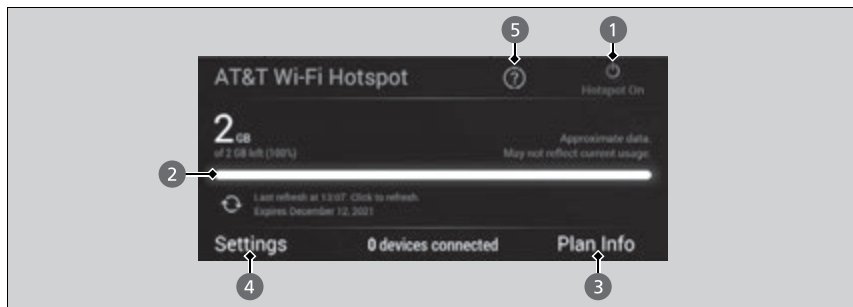 5
1
AT&T Wi-Fi Hotspot
?
Hotspot On
2 GB
of 2 GB left (100%)
Approximate data.
May not reflect current usage.
2
Last refresh at 13:07 Click to refresh.
Expires December 12, 2021
Settings
0 devices connected
Plan Info
4
3